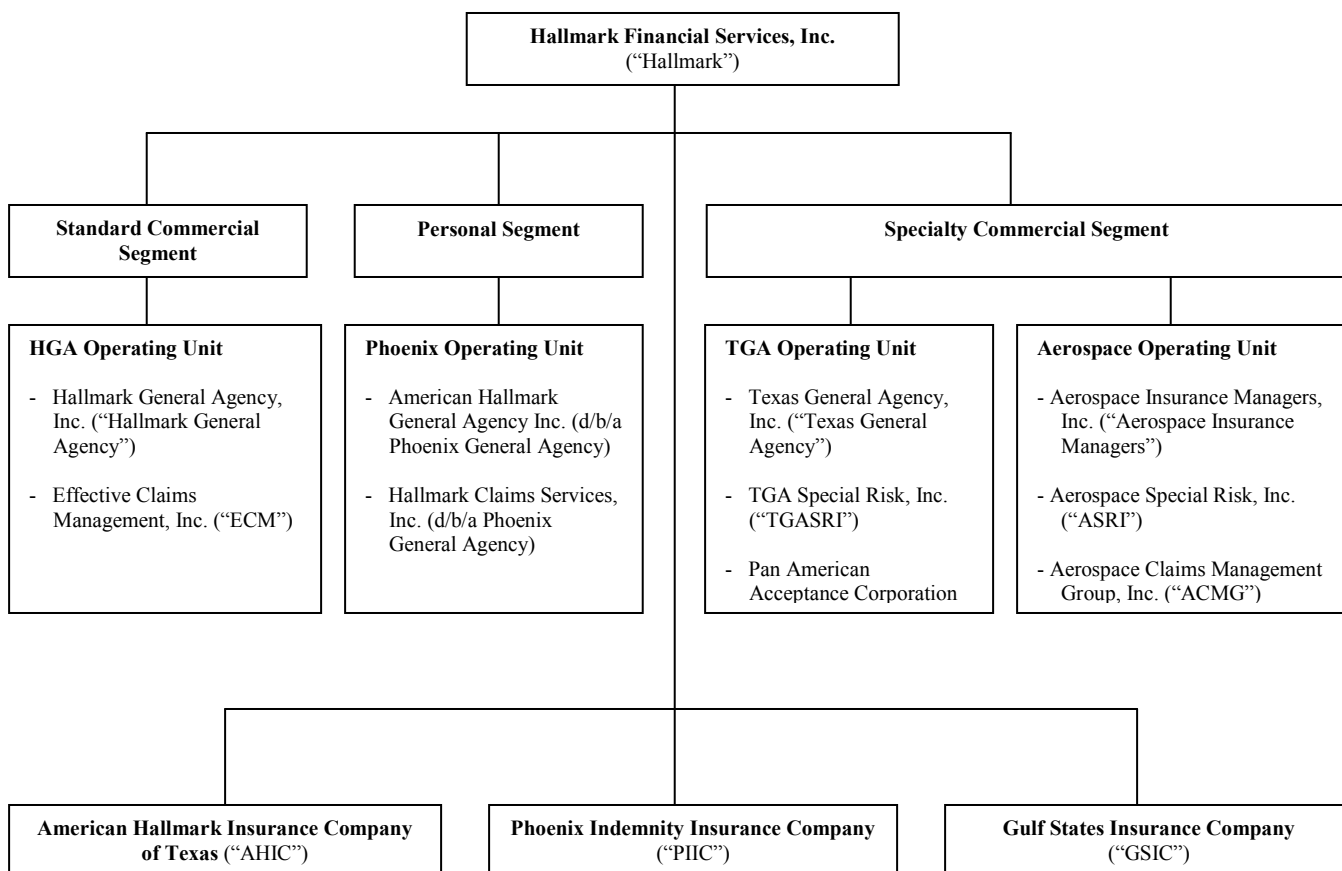 Hallmark Financial Services, Inc.
(“Hallmark”)
Standard Commercial
Segment
Personal Segment
Specialty Commercial Segment
HGA Operating Unit
- Hallmark General Agency,
Inc. (“Hallmark General
Agency”)
- Effective Claims
Management, Inc. (“ECM”)
Phoenix Operating Unit
- American Hallmark
General Agency Inc. (d/b/a
Phoenix General Agency)
- Hallmark Claims Services,
Inc. (d/b/a Phoenix
General Agency)
TGA Operating Unit
- Texas General Agency,
Inc. (“Texas General
Agency”)
- TGA Special Risk, Inc.
(“TGASRI”)
- Pan American
Acceptance Corporation
Aerospace Operating Unit
- Aerospace Insurance Managers,
Inc. (“Aerospace Insurance
Managers”)
- Aerospace Special Risk, Inc.
(“ASRI”)
- Aerospace Claims Management
Group, Inc. (“ACMG”)
American Hallmark Insurance Company
of Texas (“AHIC”)
Phoenix Indemnity Insurance Company
(“PIIC”)
Gulf States Insurance Company
(“GSIC”)